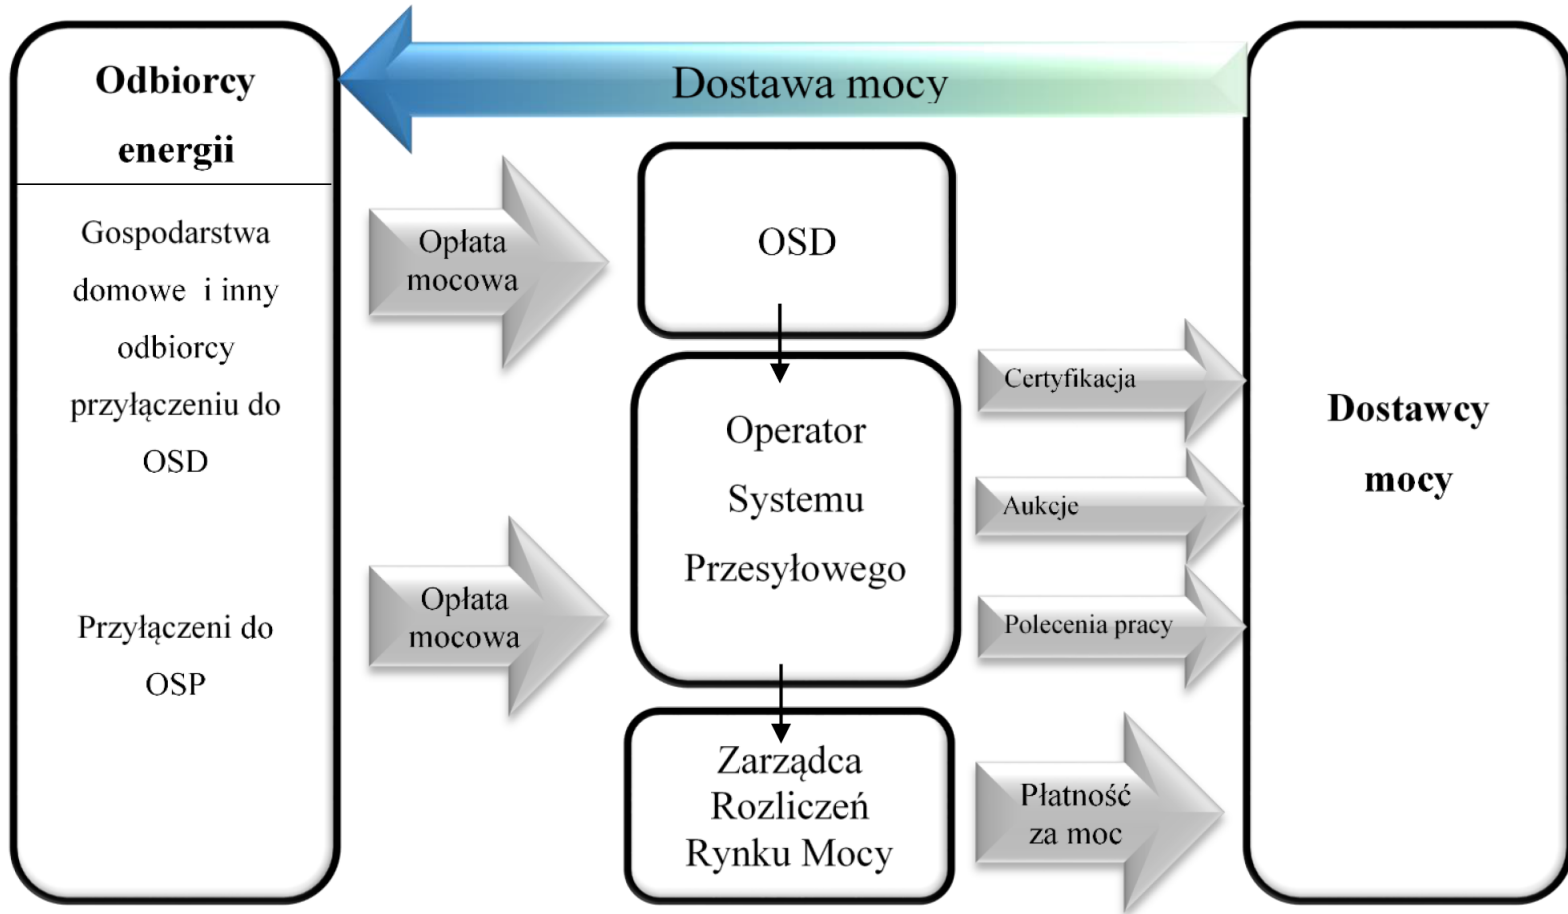 Odbiorcy
energii
Gospodarstwa
domowe i inny
odbiorcy
przyłączeniu do
OSD
Przyłączeni do
OSP
Dostawa mocy
Opłata
mocowa
Opłata
mocowa
OSD
Operator
Systemu
Przesyłowego
Zarządca
Rozliczeń
Rynku Mocy
Certyfikacja
Aukcje
Polecenia pracy
Płatność
za moc
Dostawcy
mocy